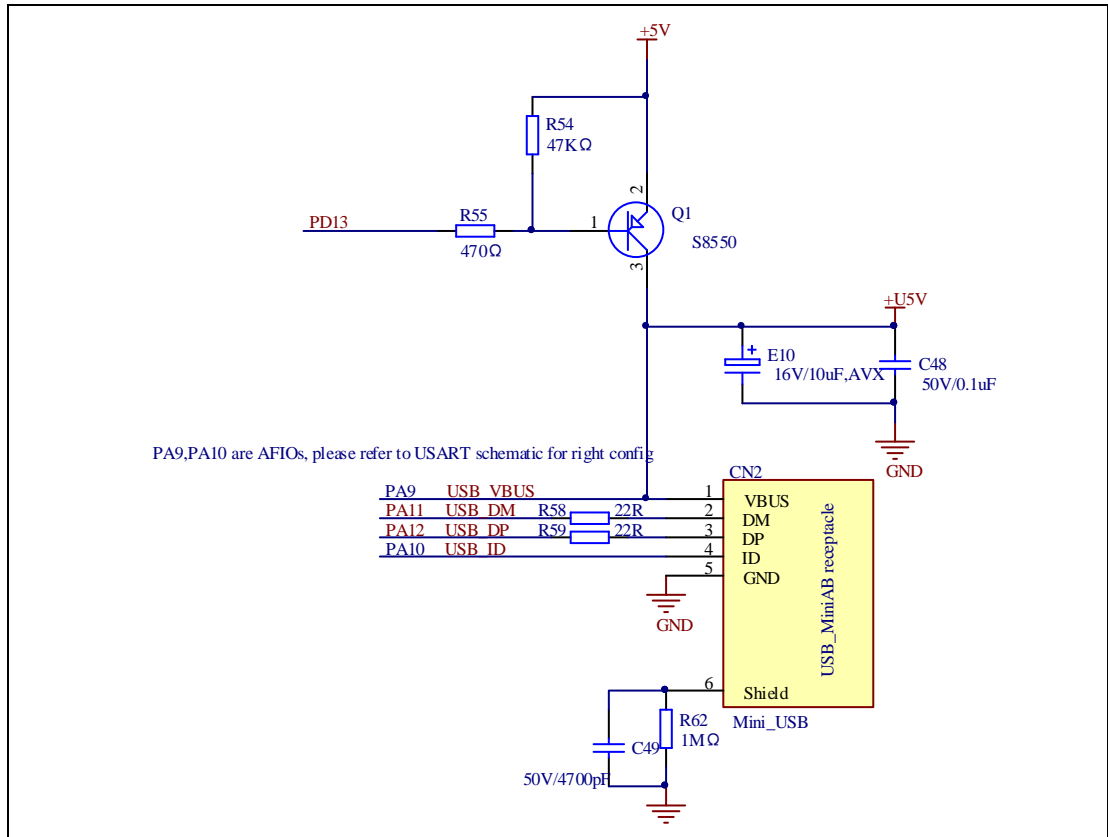 +5V
R54
47KΩ
2
PD13
R55
470Ω
1
Q1
S8550
3
+U5V
E10
16V/10uF,AVX
C48
50V/0.1uF
GND
PA9,PA10 are AFIOs, please refer to USART schematic for right config
CN2
PA9 USB_VBUS 1 VBUS
PA11 USB_DM R58 22R 2 DM
PA12 USB_DP R59 22R 3 DP
PA10 USB_ID 4 ID
5 GND
GND
USB_MiniAB receptacle
6 Shield
Mini_USB
R62
1MΩ
C49
50V/4700pF
+